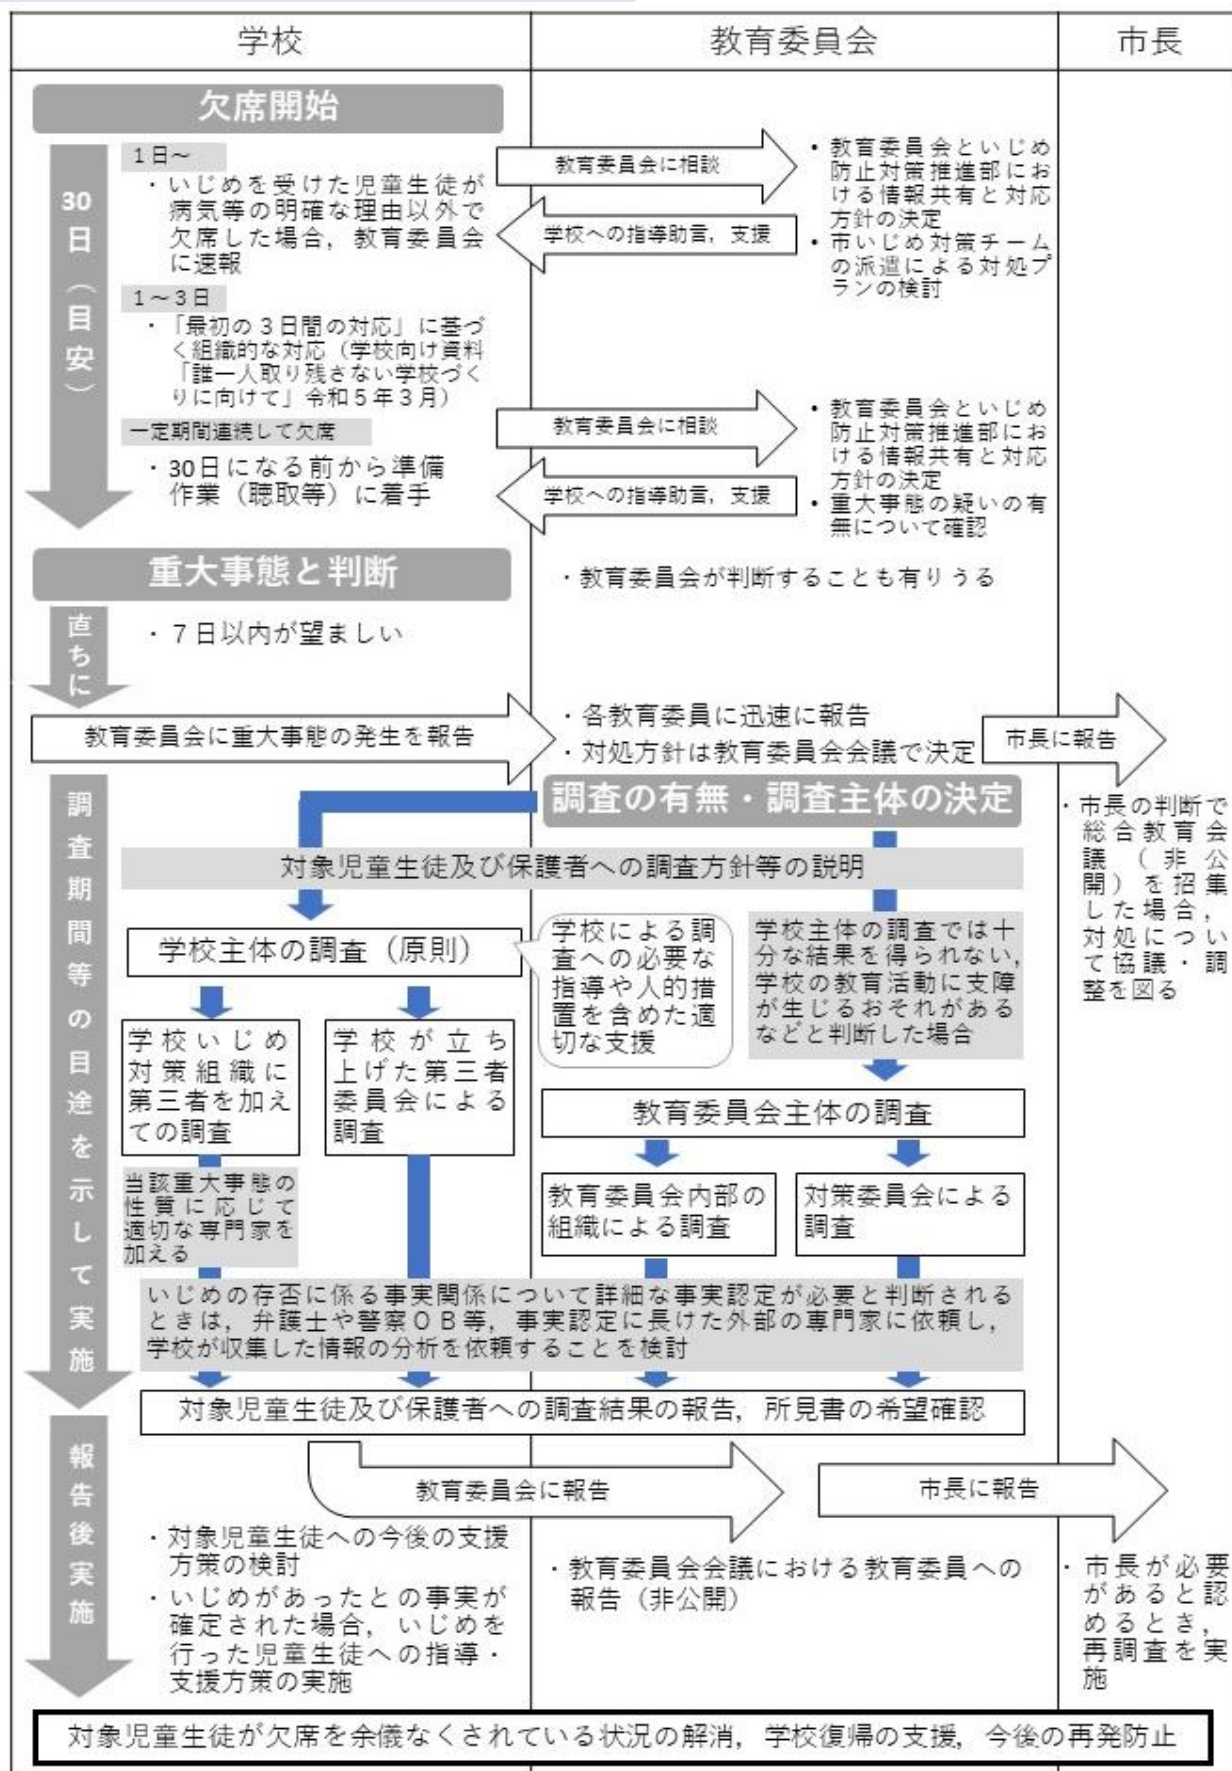 学校
教育委員会
市長
欠席開始
30日（目安）
1日～
・いじめを受けた児童生徒が
病気等の明確な理由以外で
欠席した場合，教育委員会
に速報
教育委員会に相談
学校への指導助言，支援
• 教育委員会といじめ
防止対策推進部にお
ける情報共有と対応
方針の決定
• 市いじめ対策チーム
の派遣による対処プ
ランの検討
1～3日
・「最初の3日間の対応」に基づ
く組織的な対応（学校向け資料
「誰一人取り残さない学校づく
りに向けて」令和5年3月）
一定期間連続して欠席
・30日になる前から準備
作業（聴取等）に着手
教育委員会に相談
学校への指導助言，支援
• 教育委員会といじめ
防止対策推進部にお
ける情報共有と対応
方針の決定
• 重大事態の疑いの有
無について確認
重大事態と判断
・教育委員会が判断することも有りうる
直ちに
・7日以内が望ましい
教育委員会に重大事態の発生を報告
・各教育委員に迅速に報告
・対処方針は教育委員会会議で決定
市長に報告
調査期間等の目途を示して実施
調査の有無・調査主体の決定
・市長の判断で
総合教育会
議（非公
開）を招集
した場合，
対処につい
て協議・調
整を図る
対象児童生徒及び保護者への調査方針等の説明
学校主体の調査（原則）
学校による調
査への必要な
指導や人的措
置を含めた適
切な支援
学校主体の調査では十
分な結果を得られない，
学校の教育活動に支障
が生じるおそれがある
などと判断した場合
学校いじめ
対策組織に
第三者を加え
ての調査
学校が立ち
上げた第三者
委員会による
調査
教育委員会主体の調査
当該重大事態の
性質に応じて
適切な専門家を
加える
教育委員会内部の
組織による調査
対策委員会による
調査
いじめの存否に係る事実関係について詳細な事実認定が必要と判断される
ときは，弁護士や警察OB等，事実認定に長けた外部の専門家に依頼し，
学校が収集した情報の分析を依頼することを検討
対象児童生徒及び保護者への調査結果の報告，所見書の希望確認
報告後実施
教育委員会に報告
市長に報告
・対象児童生徒への今後の支援
方策の検討
・いじめがあったとの事実が
確定された場合，いじめを
行った児童生徒への指導・
支援方策の実施
・教育委員会会議における教育委員への
報告（非公開）
・市長が必要
があると認
めるとき，
再調査を実
施
対象児童生徒が欠席を余儀なくされている状況の解消，学校復帰の支援，今後の再発防止